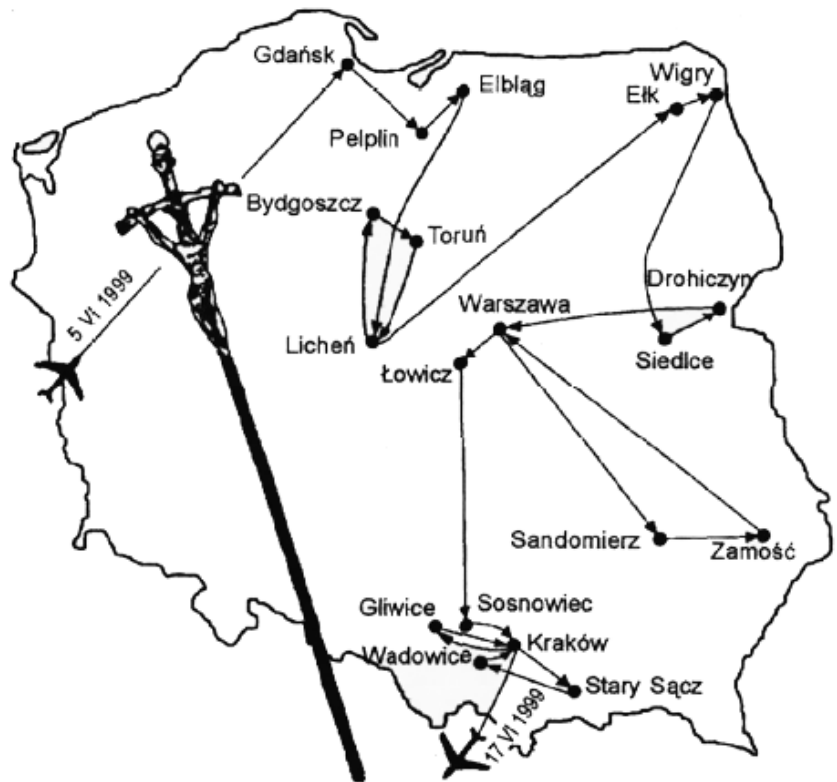 Gdańsk
Elbląg
Wigry
Ełk
Pelplin
Bydgoszcz
Toruń
5 VI 1999
Drohiczyn
Warszawa
Licheń
Siedlce
Łowicz
Sandomierz
Zamość
Gliwice
Sosnowiec
Kraków
Wadowice
Stary Sącz
17 VI 1999